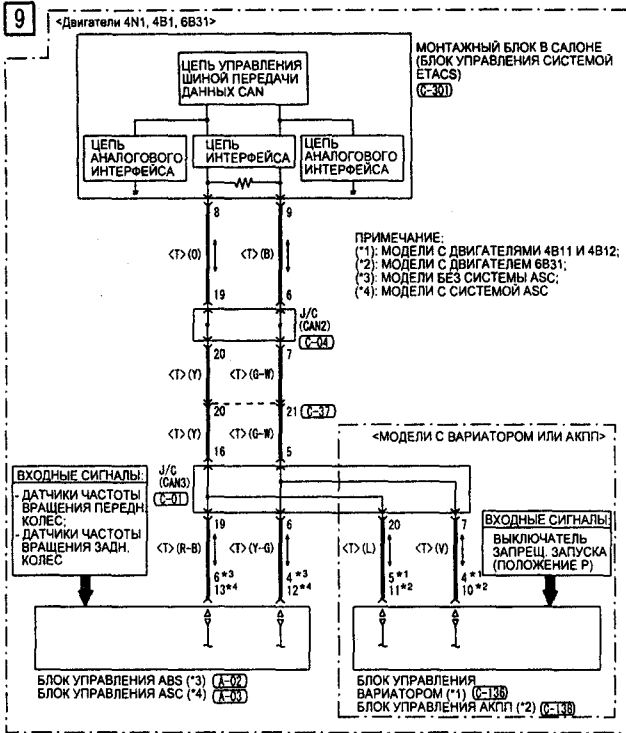 9
<Двигатели 4N1, 4B1, 6B31>
МОНТАЖНЫЙ БЛОК В САЛОНЕ
(БЛОК УПРАВЛЕНИЯ СИСТЕМОЙ
ETACS)
C-301
ЦЕПЬ УПРАВЛЕНИЯ
ШИНОЙ ПЕРЕДАЧИ
ДАННЫХ CAN
ЦЕПЬ
АНАЛОГОВОГО
ИНТЕРФЕЙСА
ЦЕПЬ
ИНТЕРФЕЙСА
ЦЕПЬ
АНАЛОГОВОГО
ИНТЕРФЕЙСА
8 9
<T>(O) <T>(B)
ПРИМЕЧАНИЕ:
(*1): МОДЕЛИ С ДВИГАТЕЛЯМИ 4B11 И 4B12;
(*2): МОДЕЛИ С ДВИГАТЕЛЕМ 6B31;
(*3): МОДЕЛИ БЕЗ СИСТЕМЫ ASC;
(*4): МОДЕЛИ С СИСТЕМОЙ ASC
19 6
J/C
(CAN2)
C-04
20 7
<T>(Y) <T>(G-W)
20 21 C-37
<T>(Y) <T>(G-W)
16 5
J/C
(CAN3)
C-01
<МОДЕЛИ С ВАРИАТОРОМ ИЛИ АКПП>
ВХОДНЫЕ СИГНАЛЫ:
- ДАТЧИКИ ЧАСТОТЫ
ВРАЩЕНИЯ ПЕРЕДН.
КОЛЕС;
- ДАТЧИКИ ЧАСТОТЫ
ВРАЩЕНИЯ ЗАДН.
КОЛЕС
19 6 20 7
<T>(R-B) <T>(Y-G) <T>(L) <T>(V)
ВХОДНЫЕ СИГНАЛЫ:
ВЫКЛЮЧАТЕЛЬ
ЗАПРЕЩ. ЗАПУСКА
(ПОЛОЖЕНИЕ P)
6*3 4*3 5*1 4*1
13*4 12*4 11*2 10*2
БЛОК УПРАВЛЕНИЯ ABS (*3) A-02
БЛОК УПРАВЛЕНИЯ ASC (*4) A-03
БЛОК УПРАВЛЕНИЯ
ВАРИАТОРОМ (*1) C-136
БЛОК УПРАВЛЕНИЯ АКПП (*2) C-138